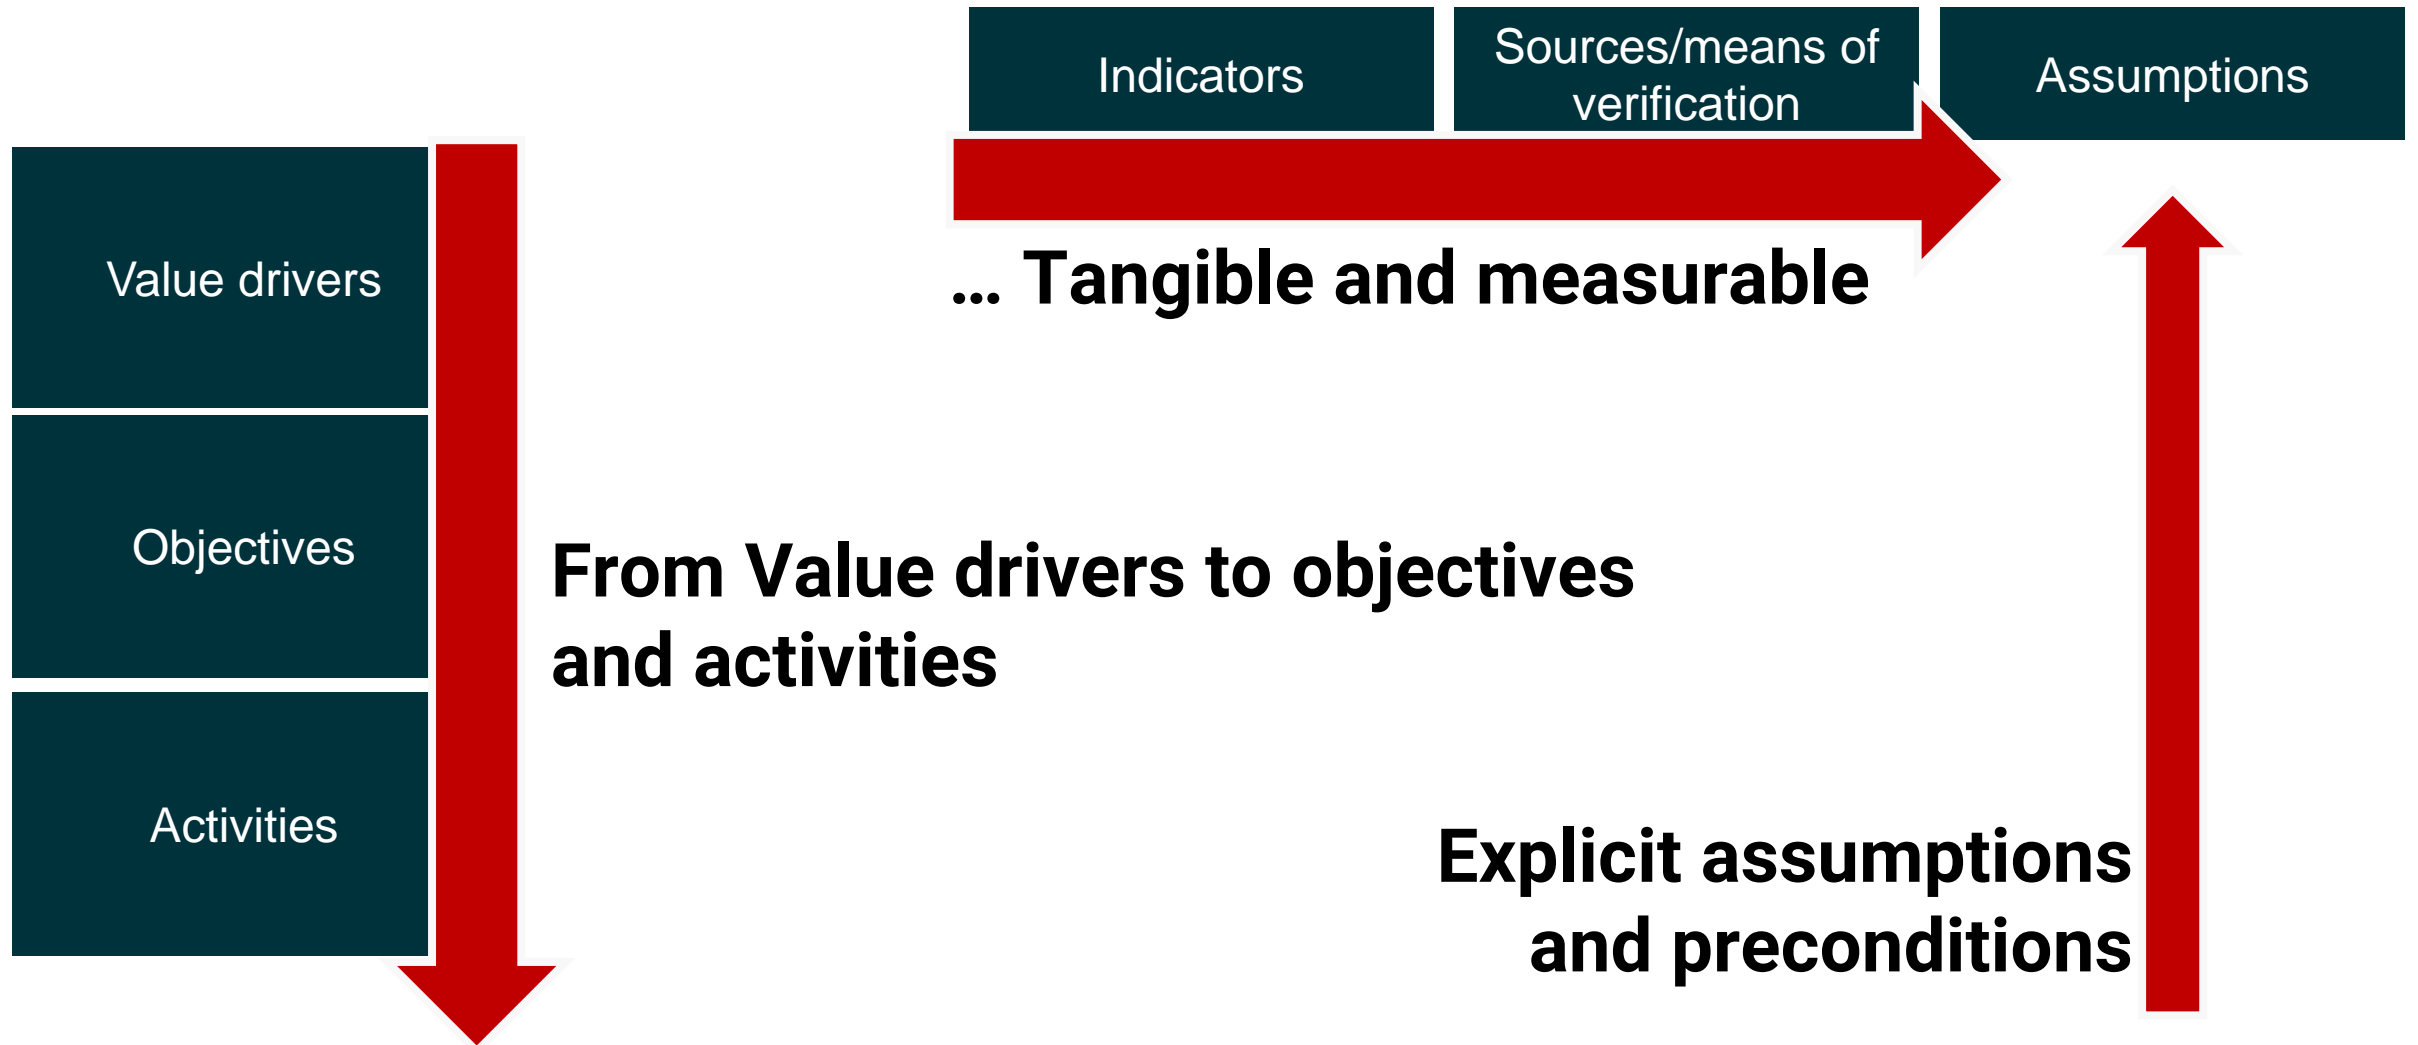 Indicators
Sources/means of
verification
Assumptions
Value drivers
... Tangible and measurable
Objectives
From Value drivers to objectives
and activities
Activities
Explicit assumptions
and preconditions